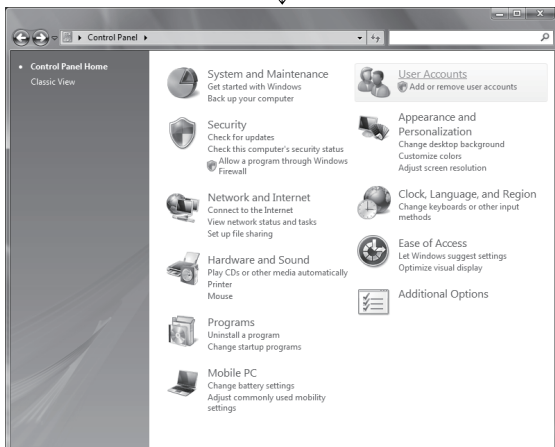 Control Panel
Control Panel Home
Classic View
System and Maintenance
Get started with Windows
Back up your computer
Security
Check for updates
Check this computer's security status
Allow a program through Windows
Firewall
Network and Internet
Connect to the Internet
View network status and tasks
Set up file sharing
Hardware and Sound
Play CDs or other media automatically
Printer
Mouse
Programs
Uninstall a program
Change startup programs
Mobile PC
Change battery settings
Adjust commonly used mobility
settings
User Accounts
Add or remove user accounts
Appearance and
Personalization
Change desktop background
Customize colors
Adjust screen resolution
Clock, Language, and Region
Change keyboards or other input
methods
Ease of Access
Let Windows suggest settings
Optimize visual display
Additional Options